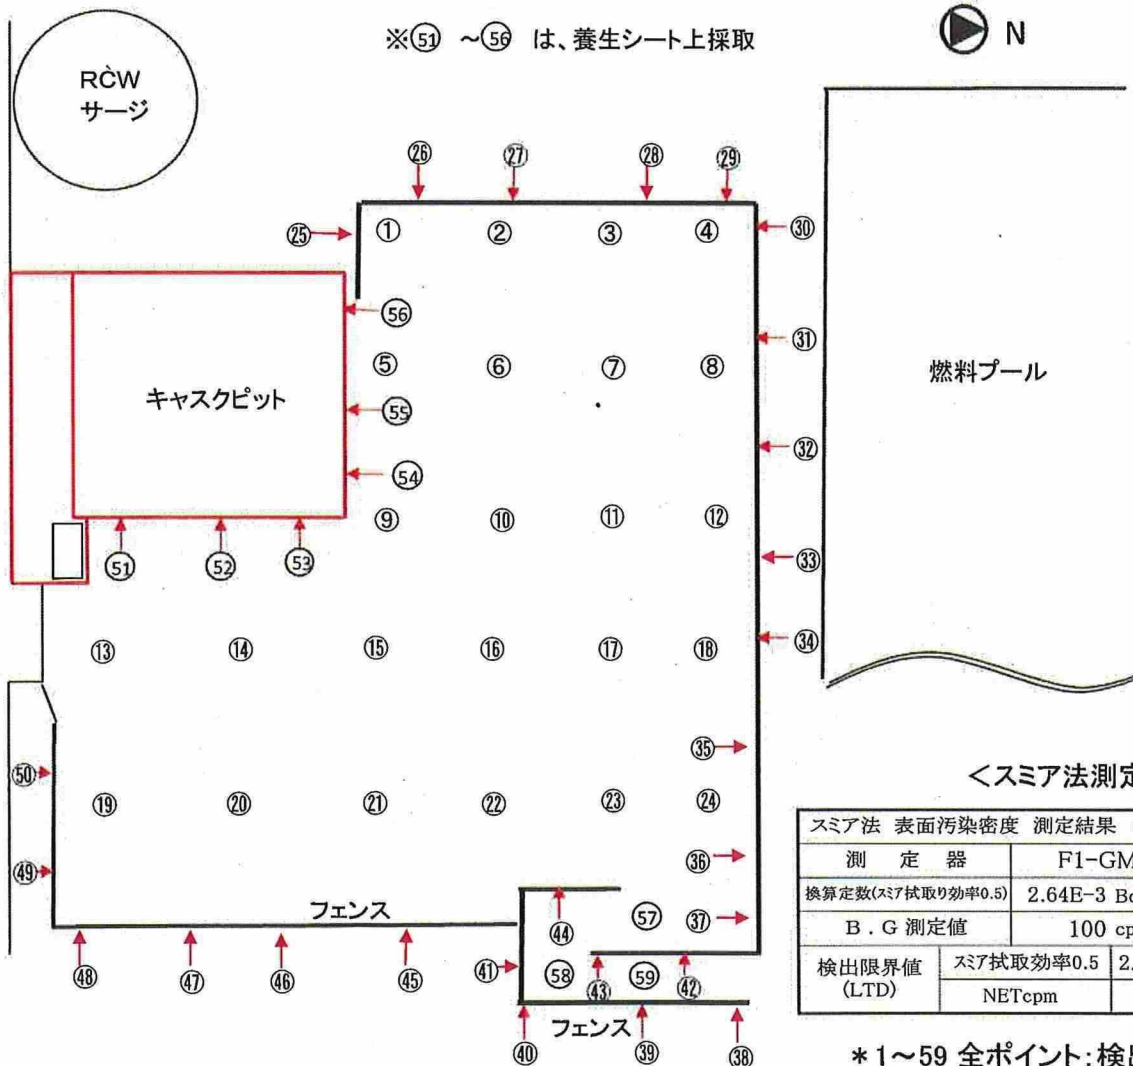 ※㊿① ～㊿⑥ は、養生シート上採取
N
RCW
サージ
㉖ ㉗ ㉘ ㉙
㉕ ① ② ③ ④ ㉚
56
⑤ ⑥ ⑦ ⑧ ㉛
燃料プール
キャスクピット
55
㉜
54
⑨ ⑩ ⑪ ⑫
51 52 53
㉝
⑬ ⑭ ⑮ ⑯ ⑰ ⑱ ㉞
㉟
㊿
⑲ ⑳ ㉑ ㉒ ㉓ ㉔
<スミア法測定
スミア法 表面汚染密度 測定結果
測 定 器 F1-GM
換算定数(スミア拭取り効率0.5) 2.64E-3 Bq
B．G 測定値 100 cp
検出限界値 スミア拭取効率0.5 2.
(LTD) NETcpm
㊱
㊾
フェンス
57
㊲
㊹
㊽ ㊼ ㊻ ㊺ ㊶ 58 ㊸ 59 ㊷
フェンス
㊵ ㊴ ㊳
＊1～59 全ポイント：検出